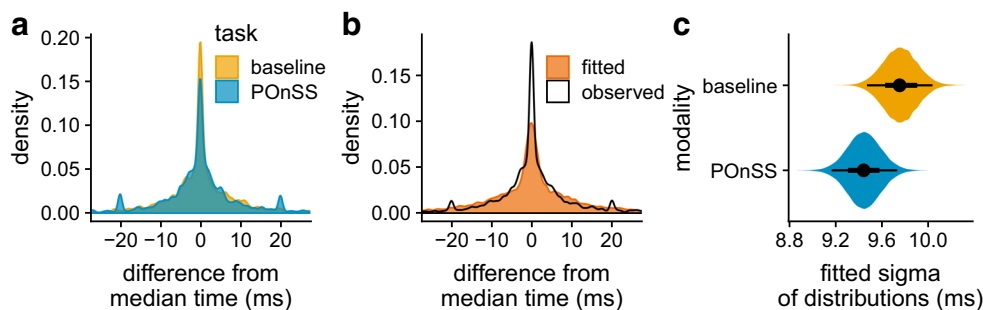 a
task
baseline
POnSS
density
0.20
0.15
0.10
0.05
0.00
−20 −10 0 10 20
difference from
median time (ms)
b
fitted
observed
density
0.15
0.10
0.05
0.00
−20 −10 0 10 20
difference from
median time (ms)
c
modality
baseline
POnSS
8.8 9.2 9.6 10.0
fitted sigma
of distributions (ms)